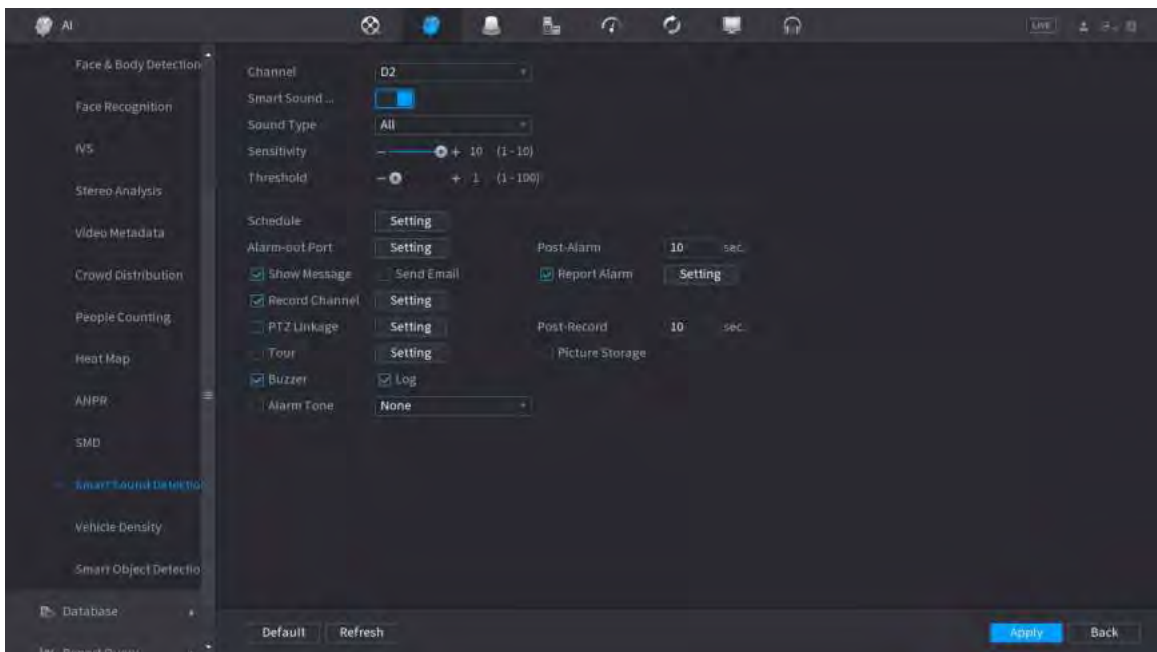 AI
LIVE
Face & Body Detection
Face Recognition
IVS
Stereo Analysis
Video Metadata
Crowd Distribution
People Counting
Heat Map
ANPR
SMD
Smart Sound Detectio
Vehicle Density
Smart Object Detectio
Database
Channel D2
Smart Sound ...
Sound Type All
Sensitivity − + 10 (1-10)
Threshold − + 1 (1-100)
Schedule Setting
Alarm-out Port Setting Post-Alarm 10 sec.
Show Message Send Email Report Alarm Setting
Record Channel Setting
PTZ Linkage Setting Post-Record 10 sec.
Tour Setting Picture Storage
Buzzer Log
Alarm Tone None
Default Refresh Apply Back